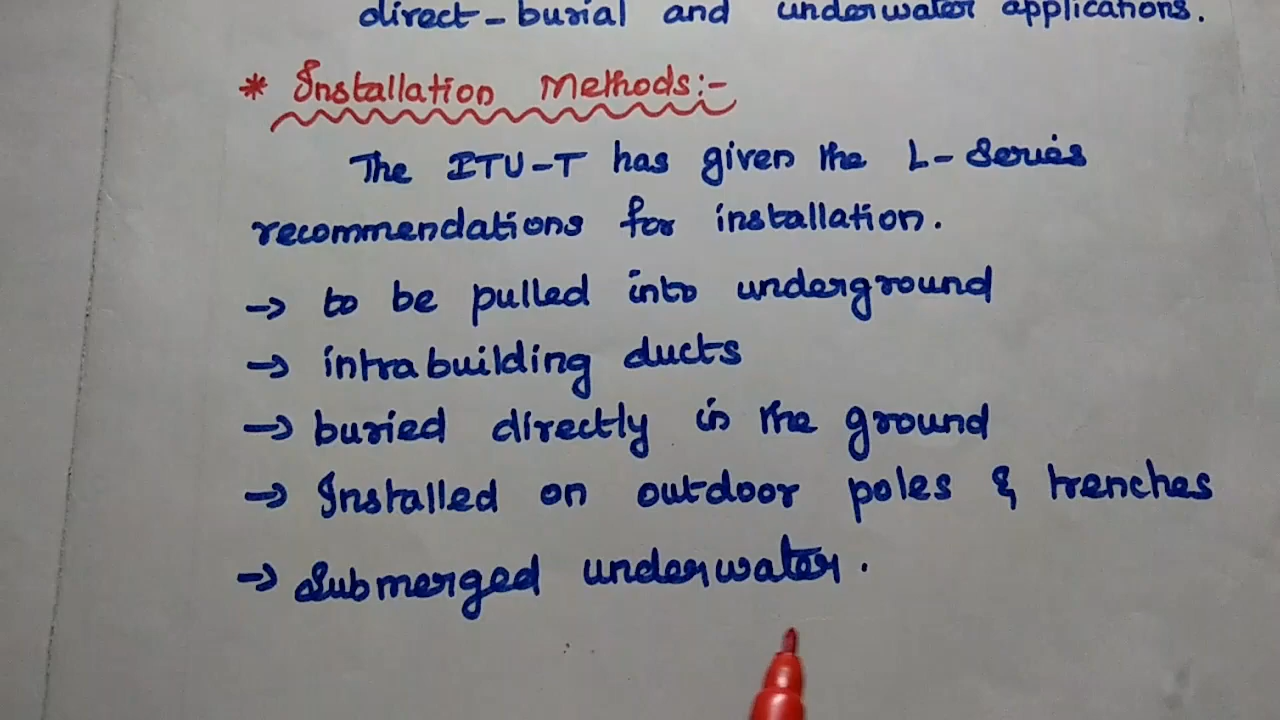 direct-burial and underwater applications.
* Installation Methods:-
The ITU-T has given the L-Series
recommendations for installation.
→ to be pulled into underground
→ intrabuilding ducts
→ buried directly in the ground
→ Installed on outdoor poles & trenches
→ Submerged underwater.